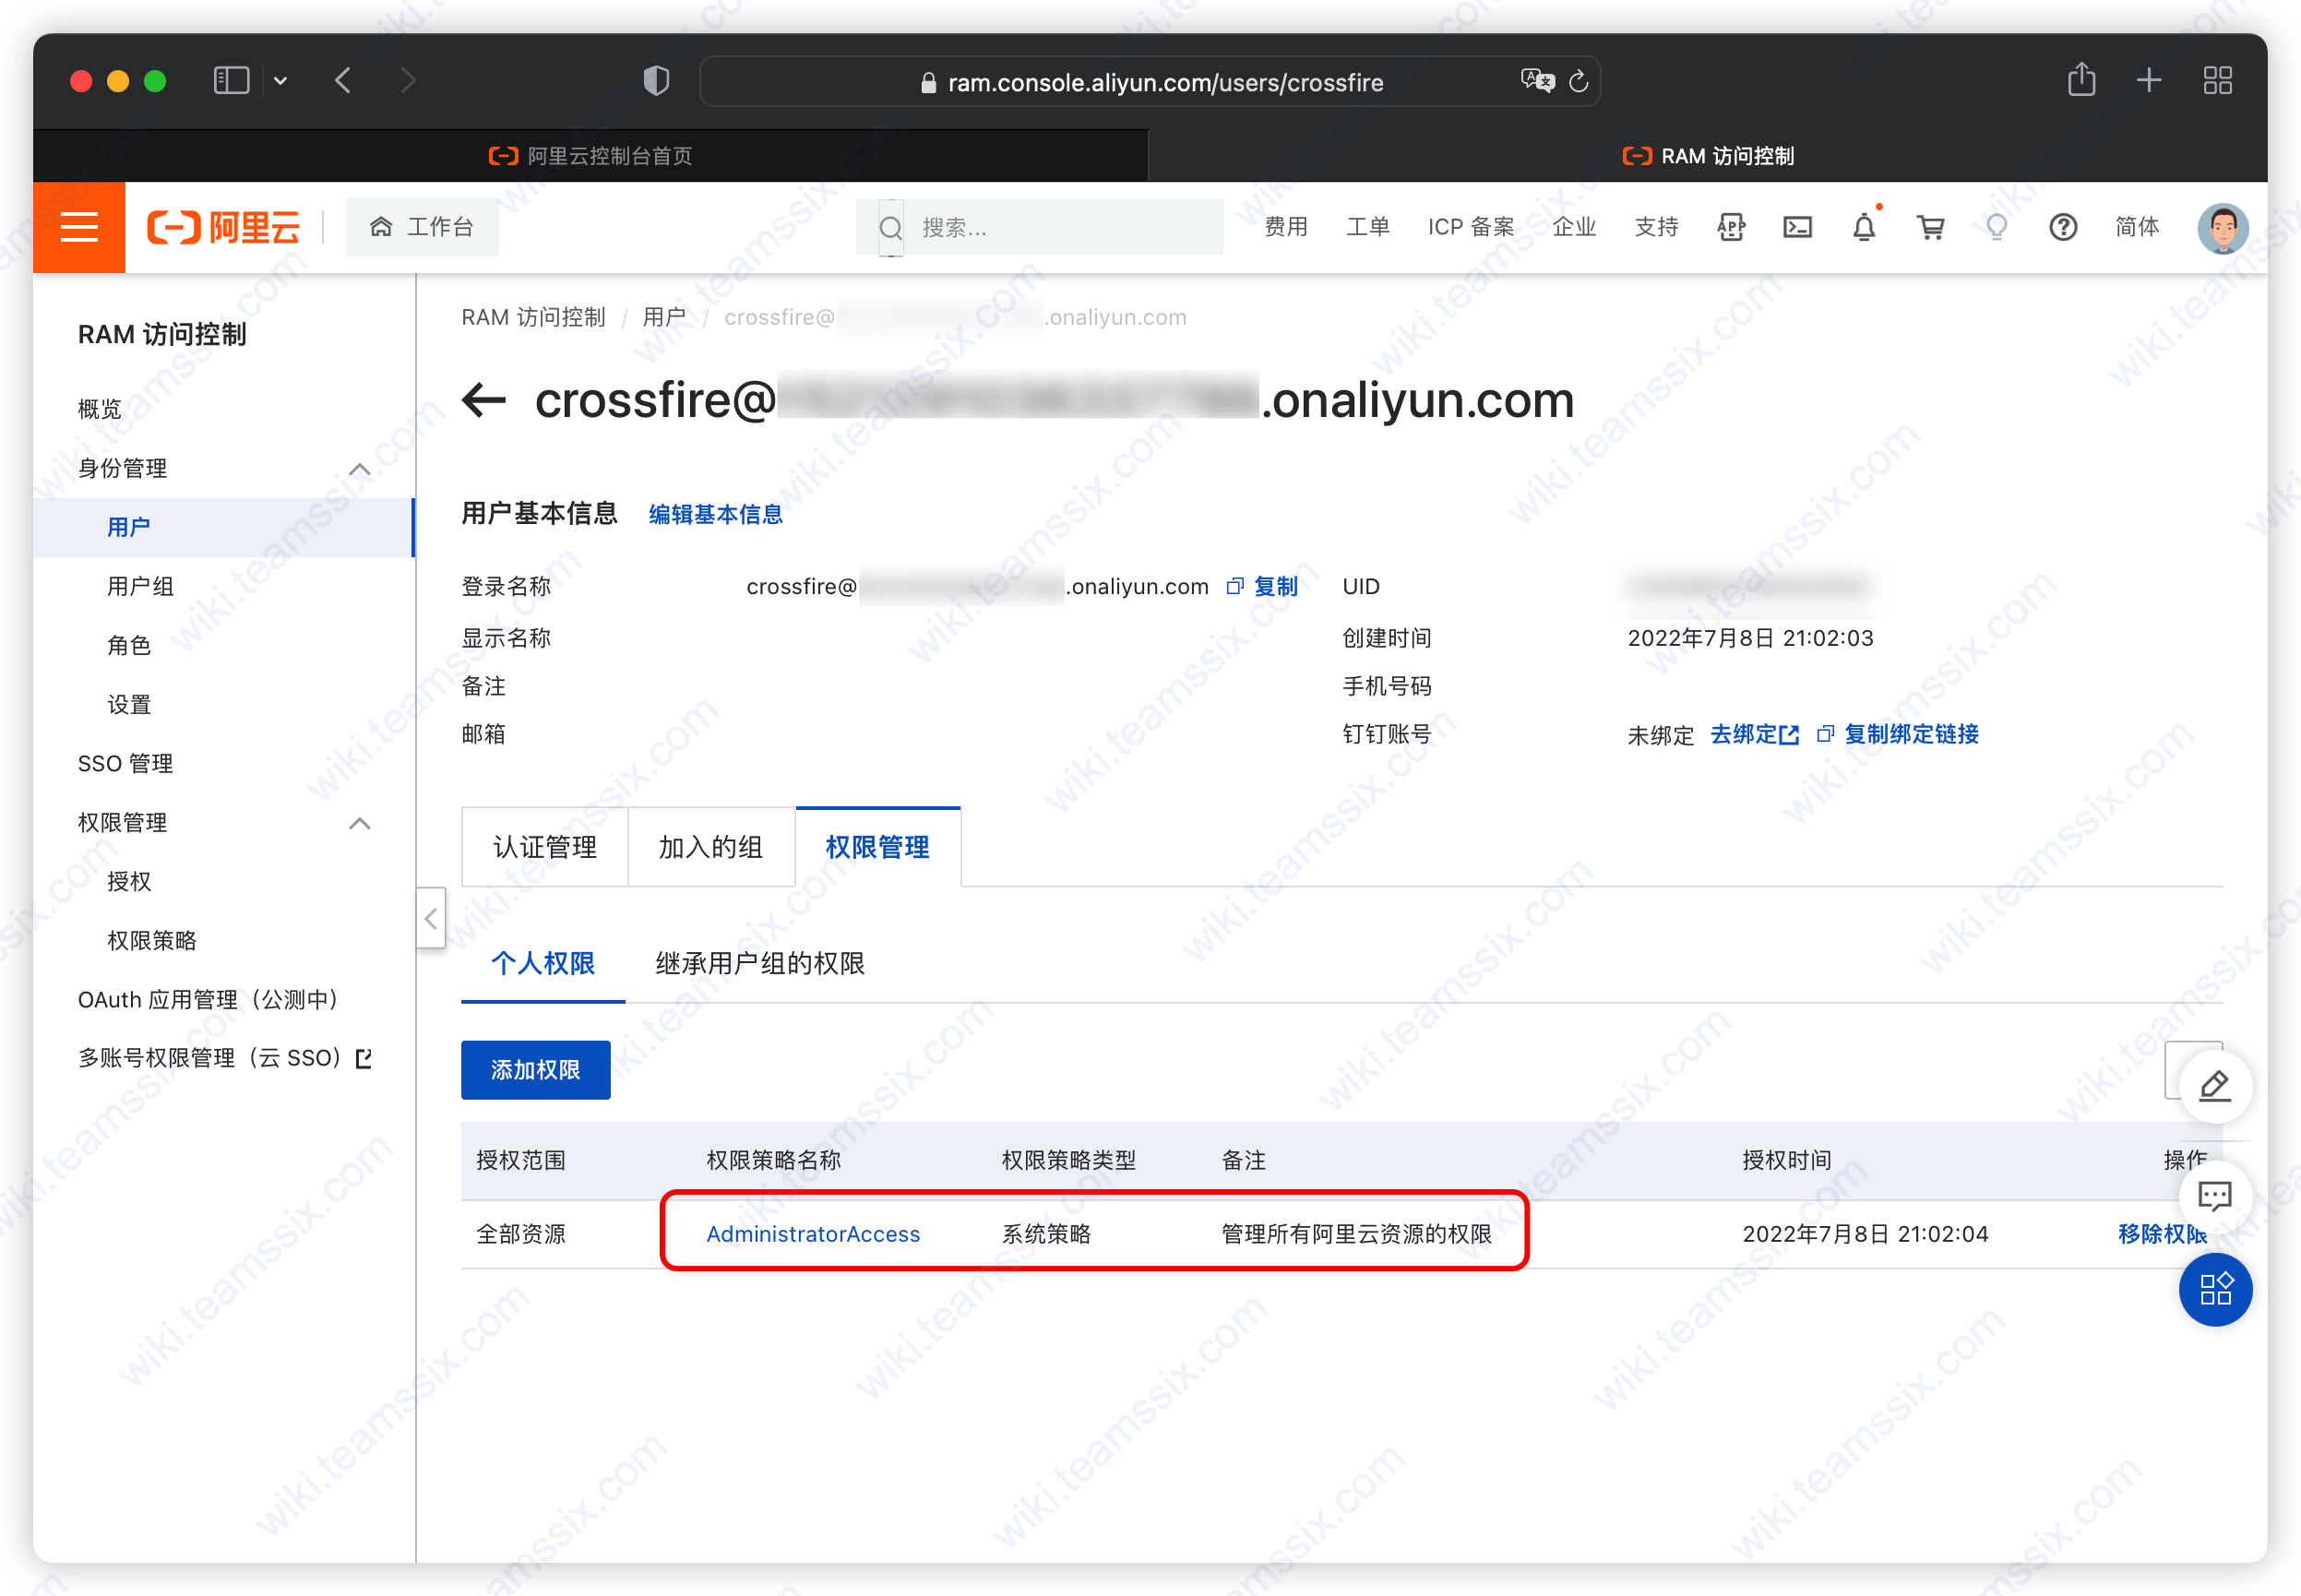 ram.console.aliyun.com/users/crossfire
阿里云控制台首页
RAM 访问控制
阿里云
工作台
搜索...
费用
工单
ICP 备案
企业
支持
APP
简体
RAM 访问控制
概览
身份管理
用户
用户组
角色
设置
SSO 管理
权限管理
授权
权限策略
OAuth 应用管理（公测中）
多账号权限管理（云 SSO）
RAM 访问控制 / 用户 / crossfire@ .onaliyun.com
crossfire@ .onaliyun.com
用户基本信息 编辑基本信息
登录名称 crossfire@ .onaliyun.com 复制 UID
显示名称 创建时间 2022年7月8日 21:02:03
备注 手机号码
邮箱 钉钉账号 未绑定 去绑定 复制绑定链接
认证管理 加入的组 权限管理
个人权限 继承用户组的权限
添加权限
授权范围 权限策略名称 权限策略类型 备注 授权时间 操作
全部资源 AdministratorAccess 系统策略 管理所有阿里云资源的权限 2022年7月8日 21:02:04 移除权限
wiki.teamssix.com